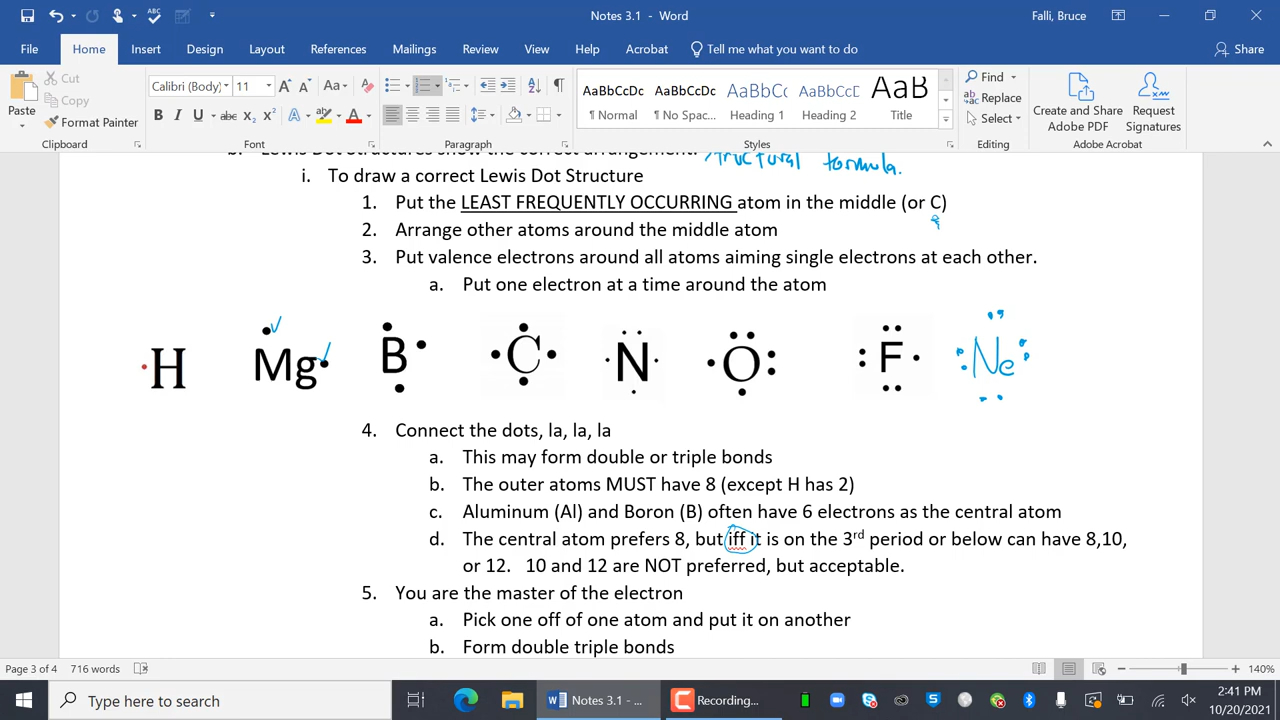 Notes 3.1 - Word
Falli, Bruce
File Home Insert Design Layout References Mailings Review View Help Acrobat Tell me what you want to do Share
Paste
Cut
Copy
Format Painter
Clipboard
Calibri (Body) 11
B I U abc X2 X2
Font
Paragraph
AaBbCcDc AaBbCcDc AaBbCc AaBbCcD AaB
¶ Normal ¶ No Spac... Heading 1 Heading 2 Title
Styles
Find
Replace
Select
Editing
Create and Share Adobe PDF
Request Signatures
Adobe Acrobat
b. Lewis Dot Structures show the correct arrangement. structural formula.
i. To draw a correct Lewis Dot Structure
1. Put the LEAST FREQUENTLY OCCURRING atom in the middle (or C)
2. Arrange other atoms around the middle atom
3. Put valence electrons around all atoms aiming single electrons at each other.
a. Put one electron at a time around the atom
H Mg B C N O F Ne
4. Connect the dots, la, la, la
a. This may form double or triple bonds
b. The outer atoms MUST have 8 (except H has 2)
c. Aluminum (Al) and Boron (B) often have 6 electrons as the central atom
d. The central atom prefers 8, but iff it is on the 3rd period or below can have 8,10,
or 12. 10 and 12 are NOT preferred, but acceptable.
5. You are the master of the electron
a. Pick one off of one atom and put it on another
b. Form double triple bonds
Page 3 of 4 716 words 140%
Type here to search
Notes 3.1 - ...
Recording...
2:41 PM
10/20/2021